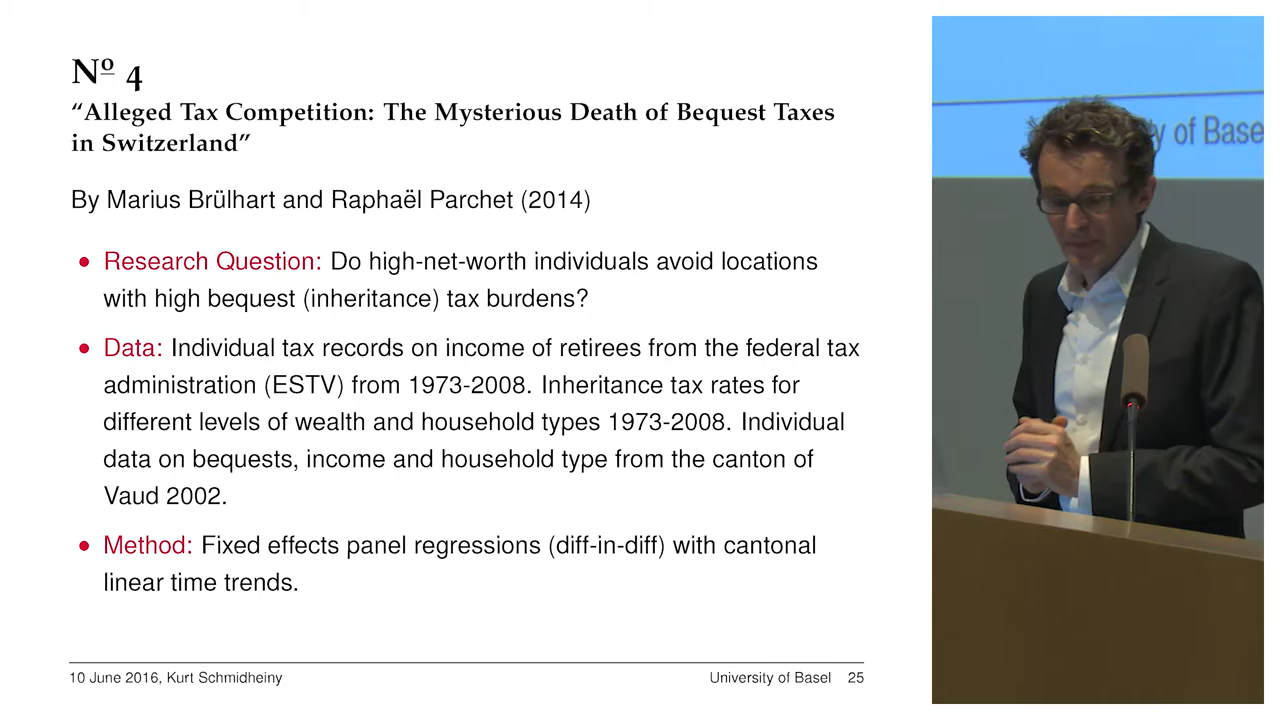 Nº 4
“Alleged Tax Competition: The Mysterious Death of Bequest Taxes
in Switzerland”
By Marius Brülhart and Raphaël Parchet (2014)
• Research Question: Do high-net-worth individuals avoid locations
with high bequest (inheritance) tax burdens?
• Data: Individual tax records on income of retirees from the federal tax
administration (ESTV) from 1973-2008. Inheritance tax rates for
different levels of wealth and household types 1973-2008. Individual
data on bequests, income and household type from the canton of
Vaud 2002.
• Method: Fixed effects panel regressions (diff-in-diff) with cantonal
linear time trends.
10 June 2016, Kurt Schmidheiny
University of Basel 25
of Basel